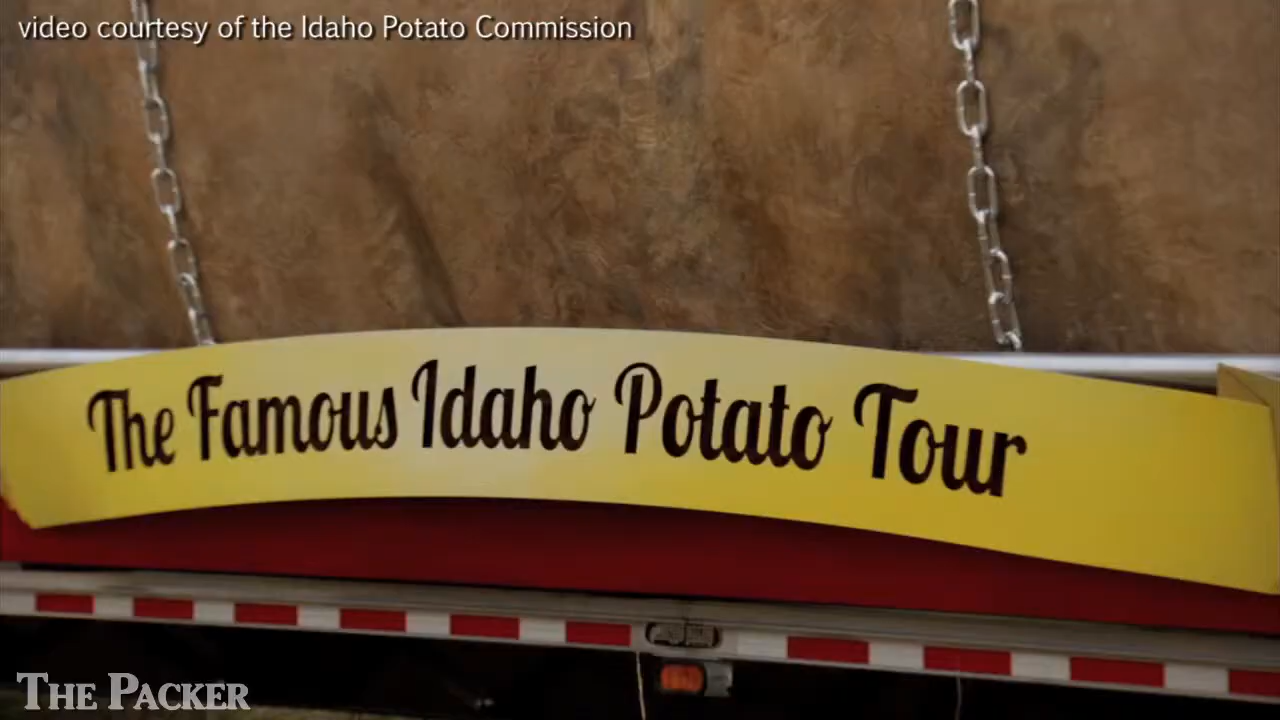 video courtesy of the Idaho Potato Commission
The Famous Idaho Potato Tour
THE PACKER